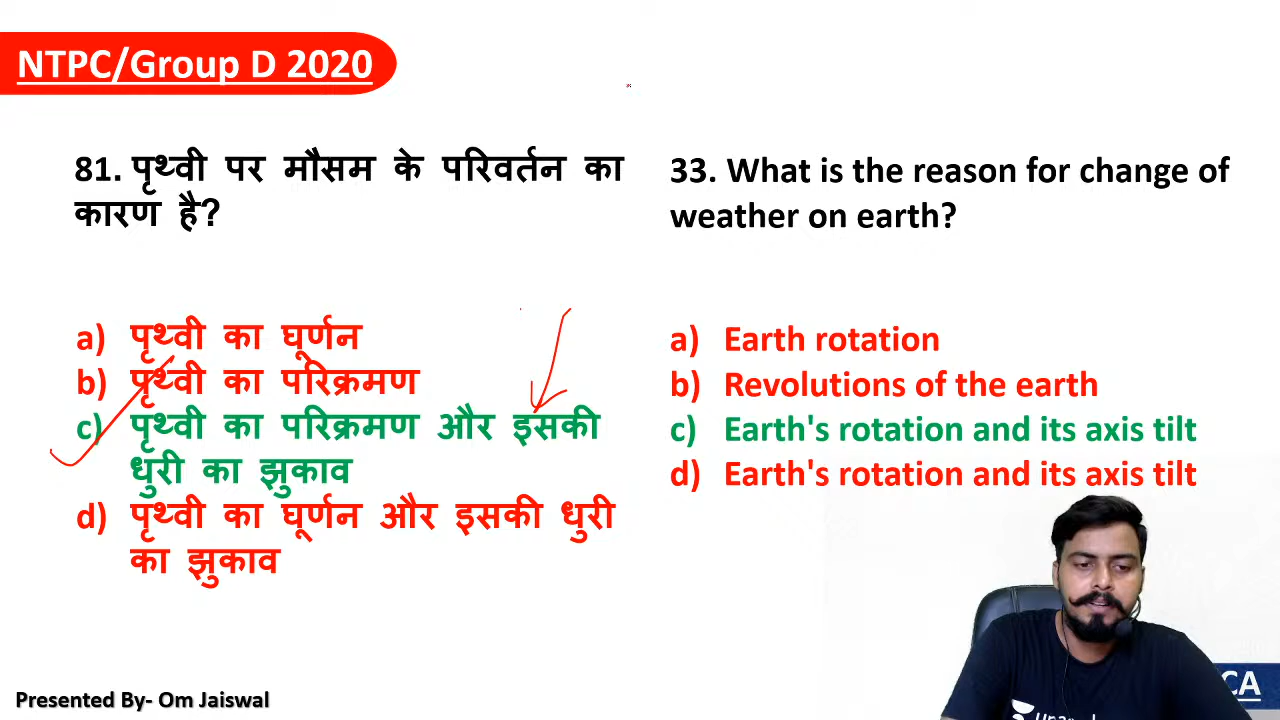 NTPC/Group D 2020
81. पृथ्वी पर मौसम के परिवर्तन का
कारण है?
a) पृथ्वी का घूर्णन
b) पृथ्वी का परिक्रमण
c) पृथ्वी का परिक्रमण और इसकी
धुरी का झुकाव
d) पृथ्वी का घूर्णन और इसकी धुरी
का झुकाव
33. What is the reason for change of
weather on earth?
a) Earth rotation
b) Revolutions of the earth
c) Earth's rotation and its axis tilt
d) Earth's rotation and its axis tilt
Presented By- Om Jaiswal
CA